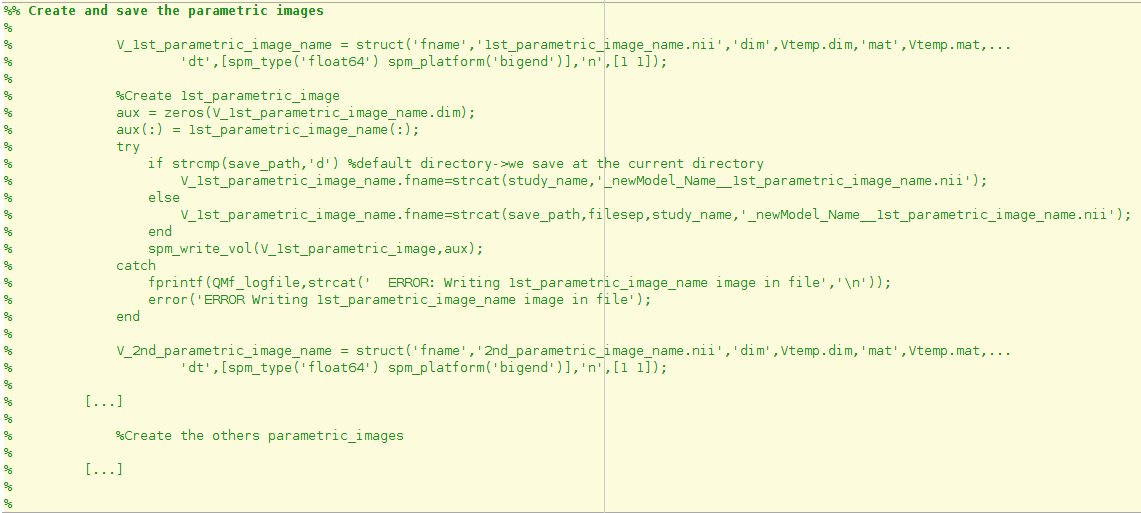 %% Create and save the parametric images
%
%             V_1st_parametric_image_name = struct('fname','1st_parametric_image_name.nii','dim',Vtemp.dim,'mat',Vtemp.mat,...
%                     'dt',[spm_type('float64') spm_platform('bigend')],'n',[1 1]);
%
%             %Create 1st_parametric_image
%             aux = zeros(V_1st_parametric_image_name.dim);
%             aux(:) = 1st_parametric_image_name(:);
%             try
%                 if strcmp(save_path,'d') %default directory->we save at the current directory
%                     V_1st_parametric_image_name.fname=strcat(study_name,'_newModel_Name__1st_parametric_image_name.nii');
%                 else
%                     V_1st_parametric_image_name.fname=strcat(save_path,filesep,study_name,'_newModel_Name__1st_parametric_image_name.nii');
%                 end
%                 spm_write_vol(V_1st_parametric_image,aux);
%             catch
%                 fprintf(QMf_logfile,strcat('  ERROR: Writing 1st_parametric_image_name image in file','\n'));
%                 error('ERROR Writing 1st_parametric_image_name image in file');
%             end
%
%             V_2nd_parametric_image_name = struct('fname','2nd_parametric_image_name.nii','dim',Vtemp.dim,'mat',Vtemp.mat,...
%                     'dt',[spm_type('float64') spm_platform('bigend')],'n',[1 1]);
%
%         [...]
%
%             %Create the others parametric_images
%
%         [...]
%
%